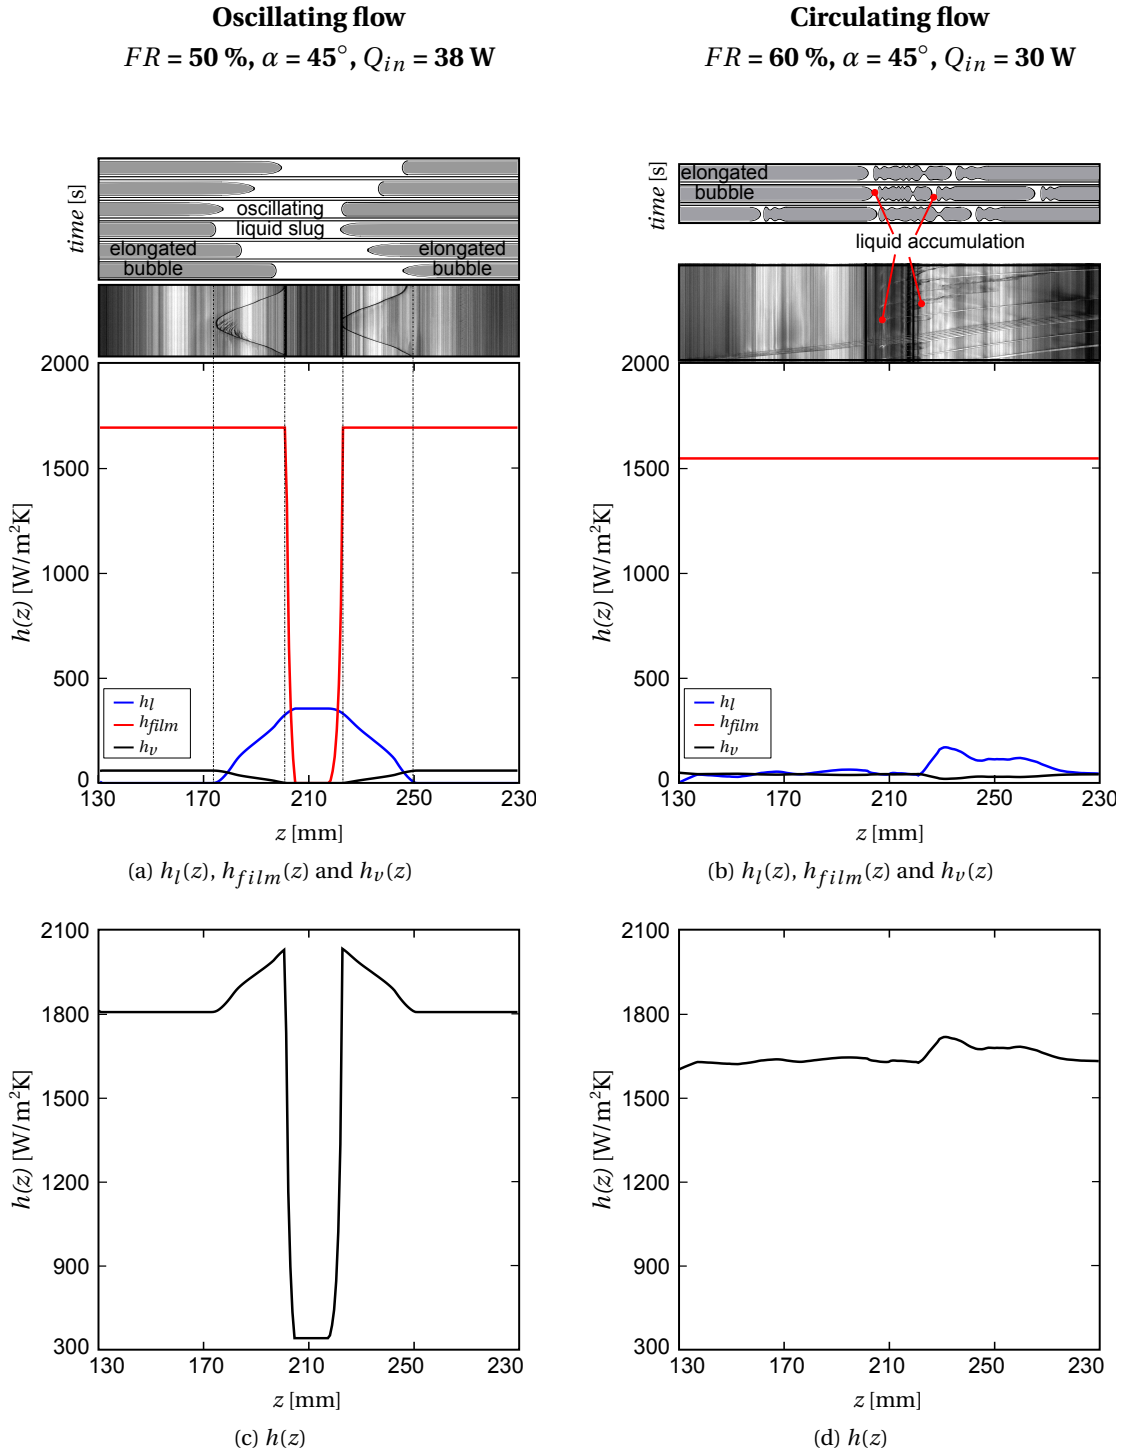 Oscillating flow
FR = 50 %, α = 45°, Q_in = 38 W
Circulating flow
FR = 60 %, α = 45°, Q_in = 30 W
time [s]
oscillating
liquid slug
elongated
bubble
elongated
bubble
2000
1500
1000
500
0
h(z) [W/m²K]
h_l
h_film
h_v
130
170
210
250
230
z [mm]
(a) h_l(z), h_film(z) and h_v(z)
time [s]
elongated
bubble
liquid accumulation
2000
1500
1000
500
0
h(z) [W/m²K]
h_l
h_film
h_v
130
170
210
250
230
z [mm]
(b) h_l(z), h_film(z) and h_v(z)
2100
1800
1500
1200
900
300
h(z) [W/m²K]
130
170
210
250
230
z [mm]
(c) h(z)
2100
1800
1500
1200
900
300
h(z) [W/m²K]
130
170
210
250
230
z [mm]
(d) h(z)